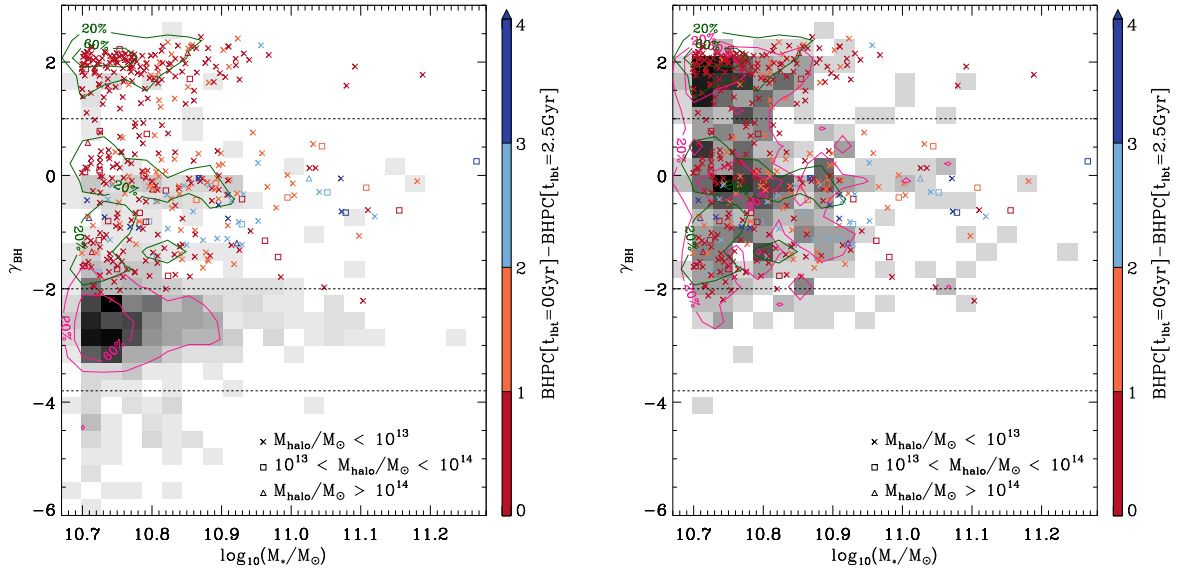 20%
60%
20%
20%
20%
60%
2
0
−2
−4
−6
γBH
10.7 10.8 10.9 11.0 11.1 11.2
log10(M*/M⊙)
× Mhalo/M⊙ < 10^13
□ 10^13 < Mhalo/M⊙ < 10^14
△ Mhalo/M⊙ > 10^14
4
3
2
1
0
BHPC[tlbt=0Gyr]−BHPC[tlbt=2.5Gyr]
20%
20%
60%
20%
20%
20%
20%
2
0
−2
−4
−6
γBH
10.7 10.8 10.9 11.0 11.1 11.2
log10(M*/M⊙)
× Mhalo/M⊙ < 10^13
□ 10^13 < Mhalo/M⊙ < 10^14
△ Mhalo/M⊙ > 10^14
4
3
2
1
0
BHPC[tlbt=0Gyr]−BHPC[tlbt=2.5Gyr]